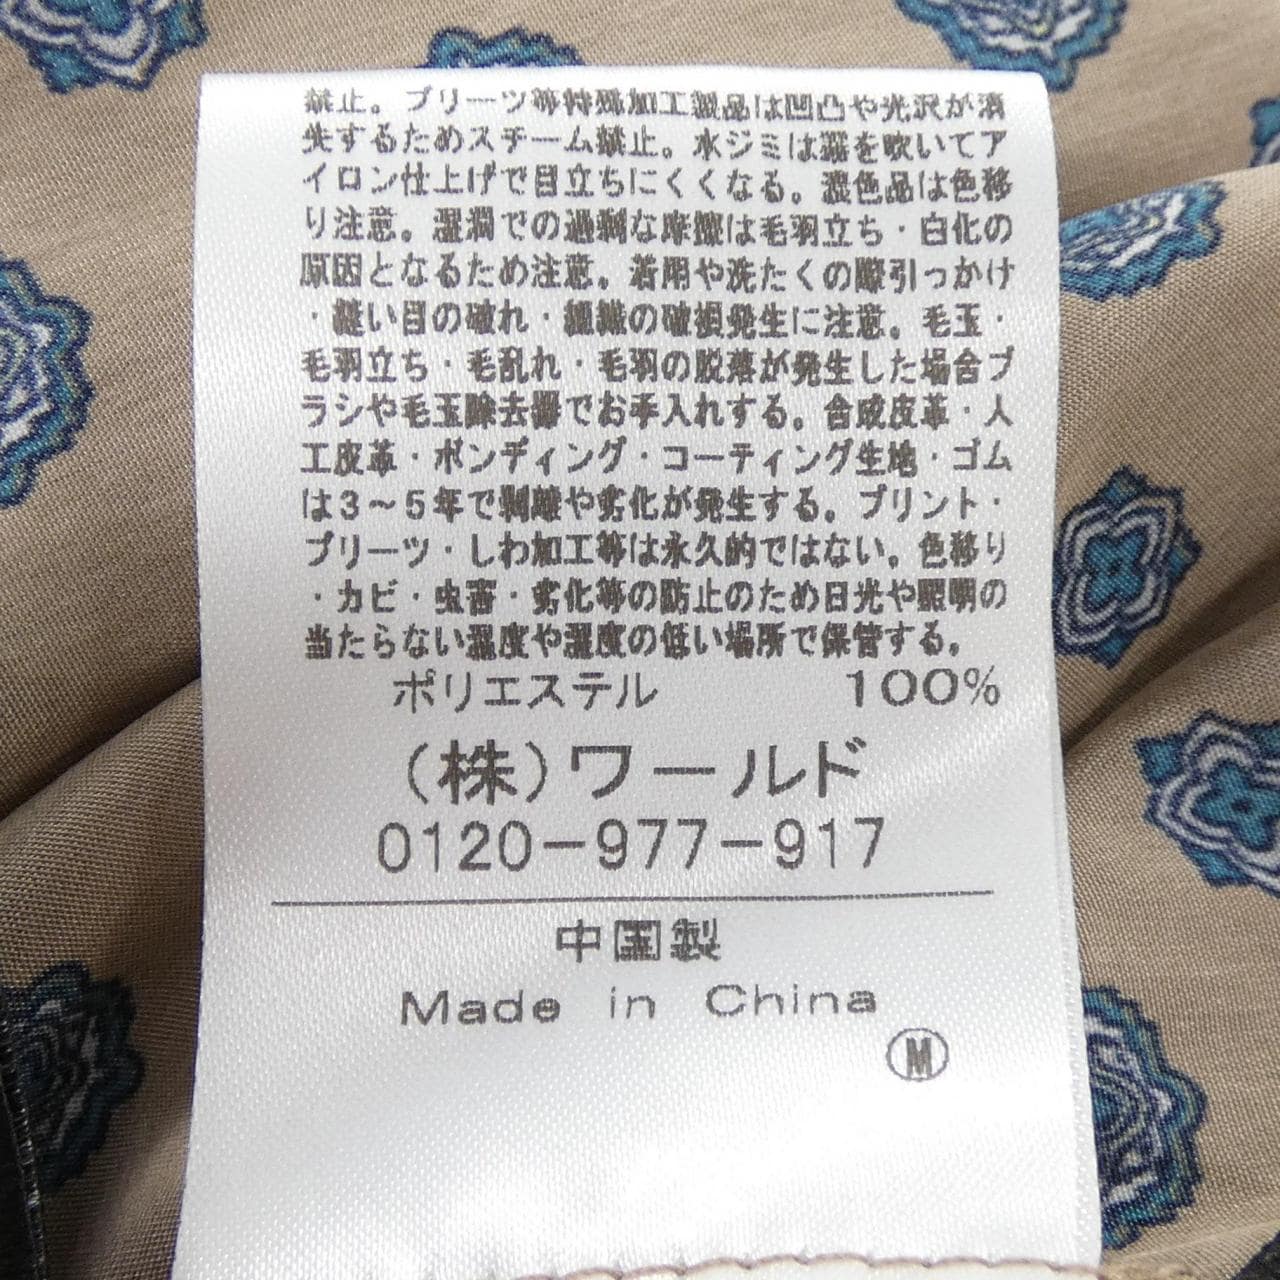 禁止。プリーツ等特殊加工製品は凹凸や光沢が消
失するためスチーム禁止。水ジミは霧を吹いてア
イロン仕上げで目立ちにくくなる。濃色品は色移
り注意。湿潤での過剰な摩擦は毛羽立ち・白化の
原因となるため注意。着用や洗たくの際引っかけ
・縫い目の破れ・繊維の破損発生に注意。毛玉・
毛羽立ち・毛乱れ・毛羽の脱落が発生した場合ブ
ラシや毛玉除去器でお手入れする。合成皮革・人
工皮革・ボンディング・コーティング生地・ゴム
は3～5年で剥離や劣化が発生する。プリント・
プリーツ・しわ加工等は永久的ではない。色移り
・カビ・虫害・劣化等の防止のため日光や照明の
当たらない温度や湿度の低い場所で保管する。
ポリエステル 100%
(株)ワールド
0120-977-917
中国製
Made in China
M